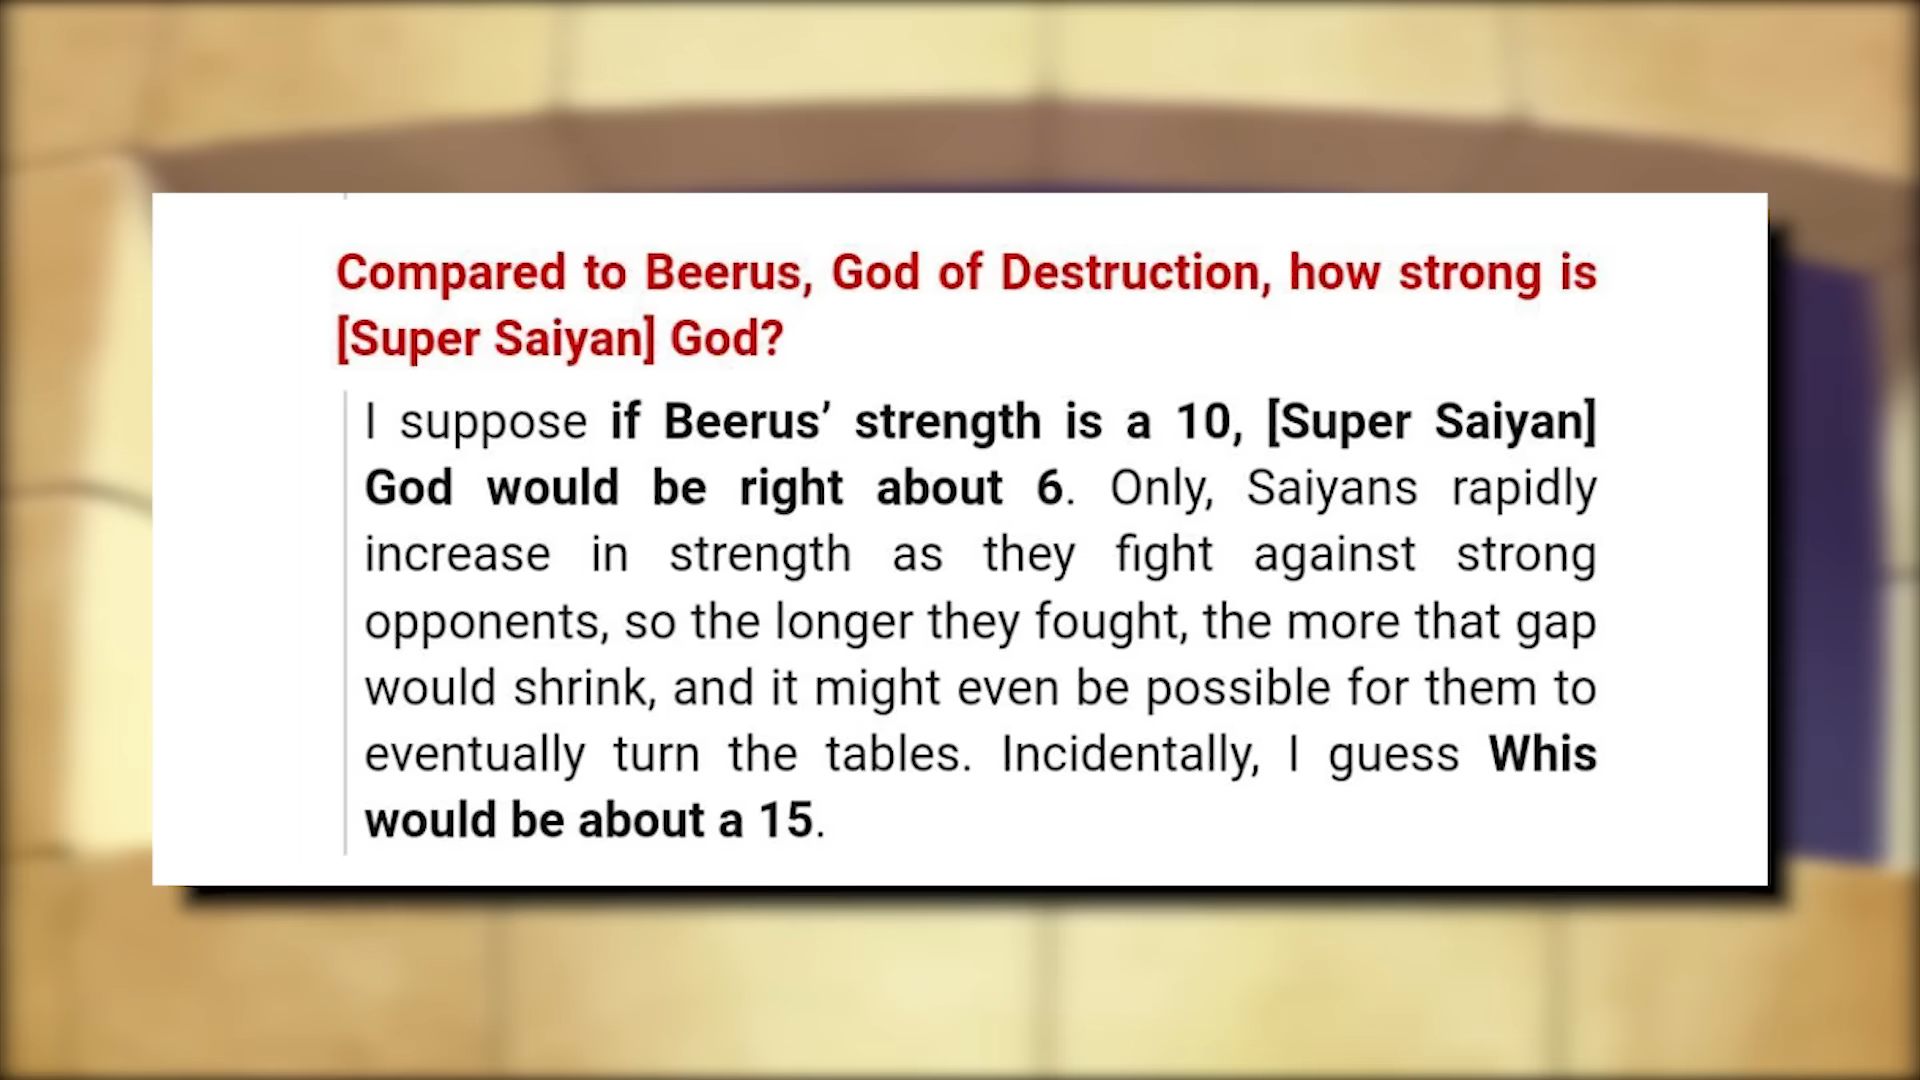 Compared to Beerus, God of Destruction, how strong is
[Super Saiyan] God?
I suppose if Beerus’ strength is a 10, [Super Saiyan]
God would be right about 6. Only, Saiyans rapidly
increase in strength as they fight against strong
opponents, so the longer they fought, the more that gap
would shrink, and it might even be possible for them to
eventually turn the tables. Incidentally, I guess Whis
would be about a 15.